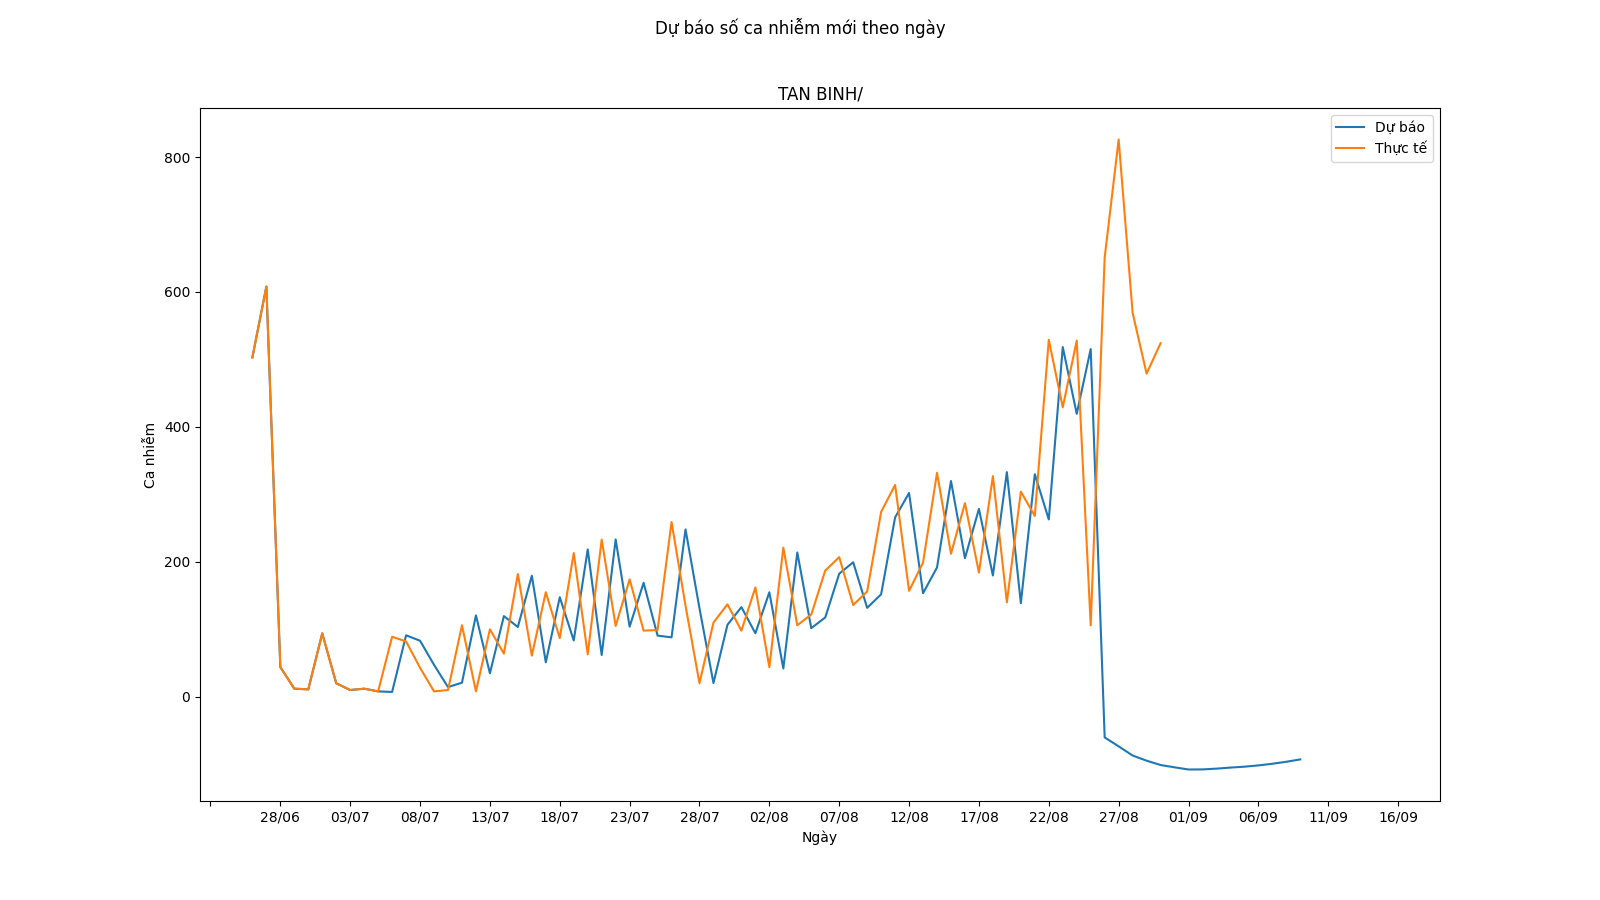 Dự báo số ca nhiễm mới theo ngày
TAN BINH/
Dự báo
Thực tế
800
600
400
200
0
Ca nhiễm
28/06 03/07 08/07 13/07 18/07 23/07 28/07 02/08 07/08 12/08 17/08 22/08 27/08 01/09 06/09 11/09 16/09
Ngày